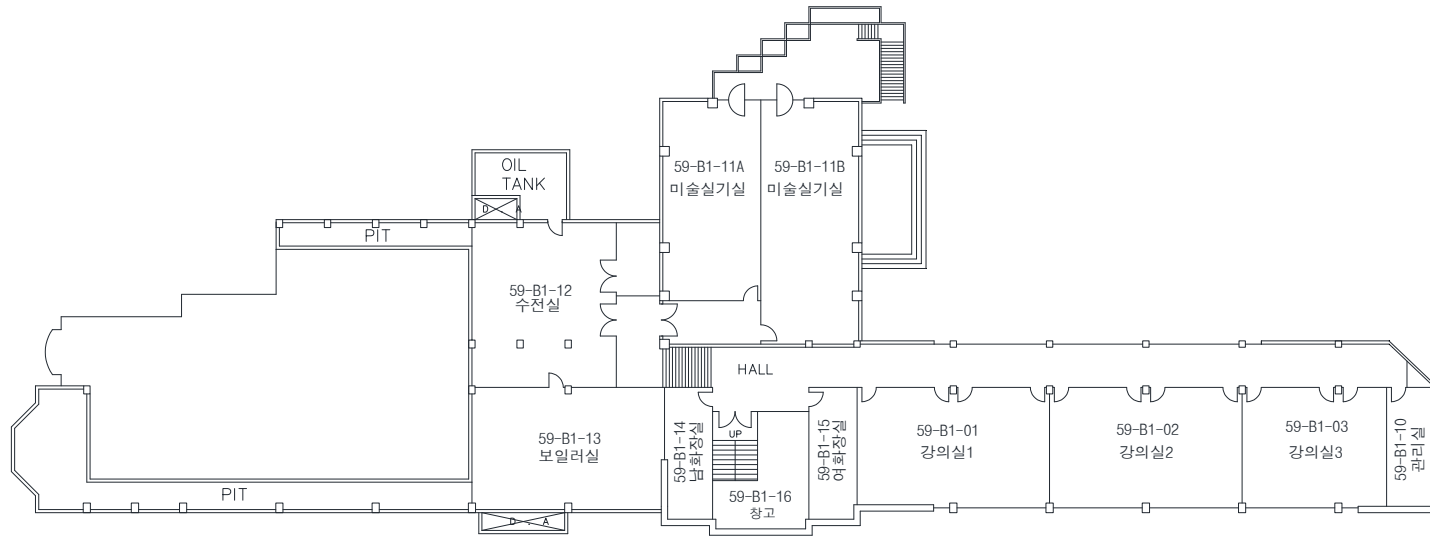 59-B1-11A
미술실기실
59-B1-11B
미술실기실
OIL
TANK
D A
PIT
59-B1-12
수전실
HALL
59-B1-13
보일러실
59-B1-14
남화장실
UP
59-B1-15
여화장실
59-B1-16
창고
59-B1-01
강의실1
59-B1-02
강의실2
59-B1-03
강의실3
59-B1-10
관리실
PIT
D , A